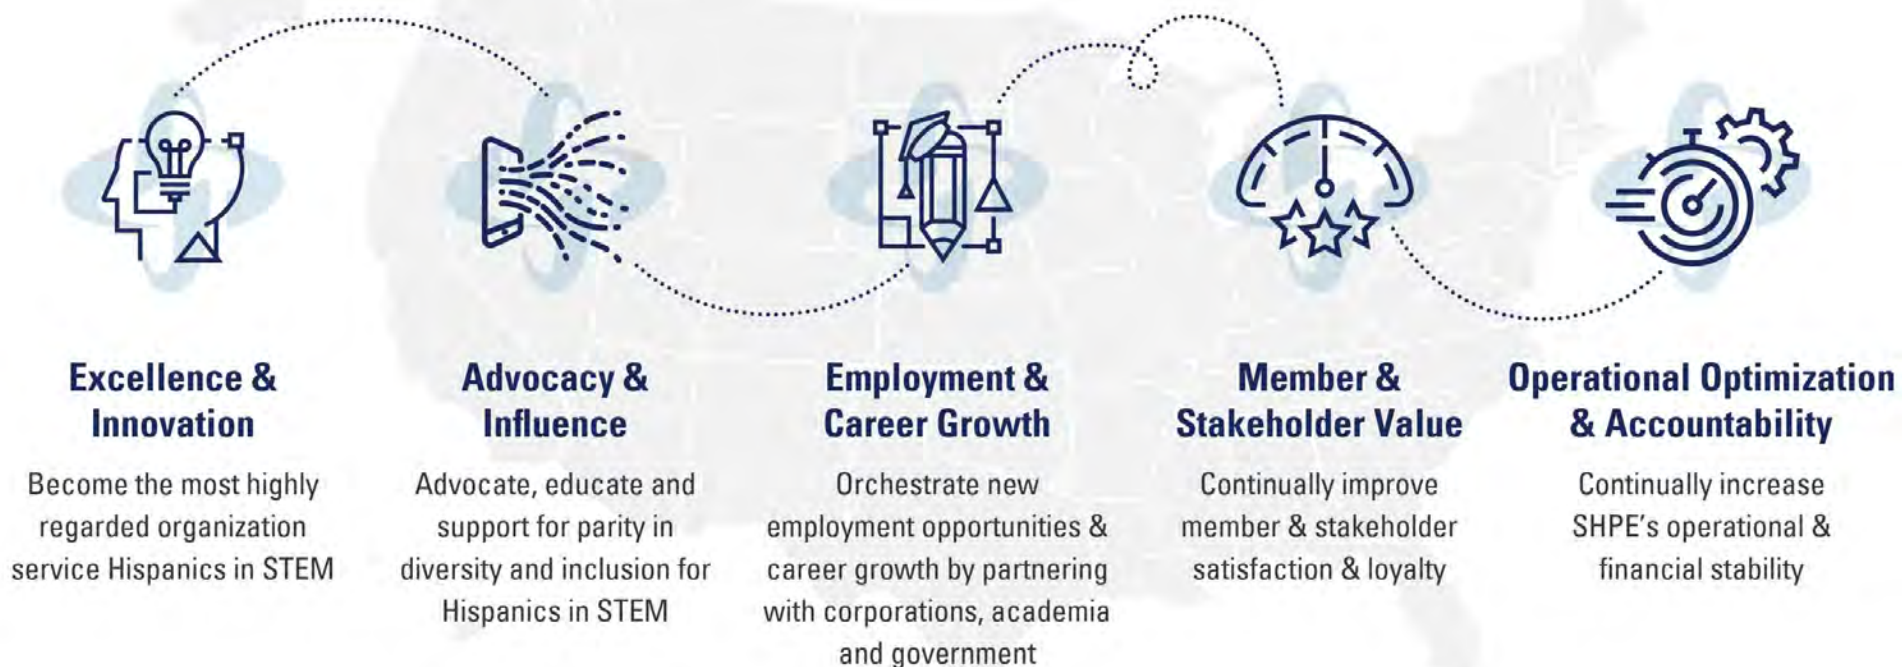 Excellence &
Innovation
Become the most highly
regarded organization
service Hispanics in STEM
Advocacy &
Influence
Advocate, educate and
support for parity in
diversity and inclusion for
Hispanics in STEM
Employment &
Career Growth
Orchestrate new
employment opportunities &
career growth by partnering
with corporations, academia
and government
Member &
Stakeholder Value
Continually improve
member & stakeholder
satisfaction & loyalty
Operational Optimization
& Accountability
Continually increase
SHPE’s operational &
financial stability